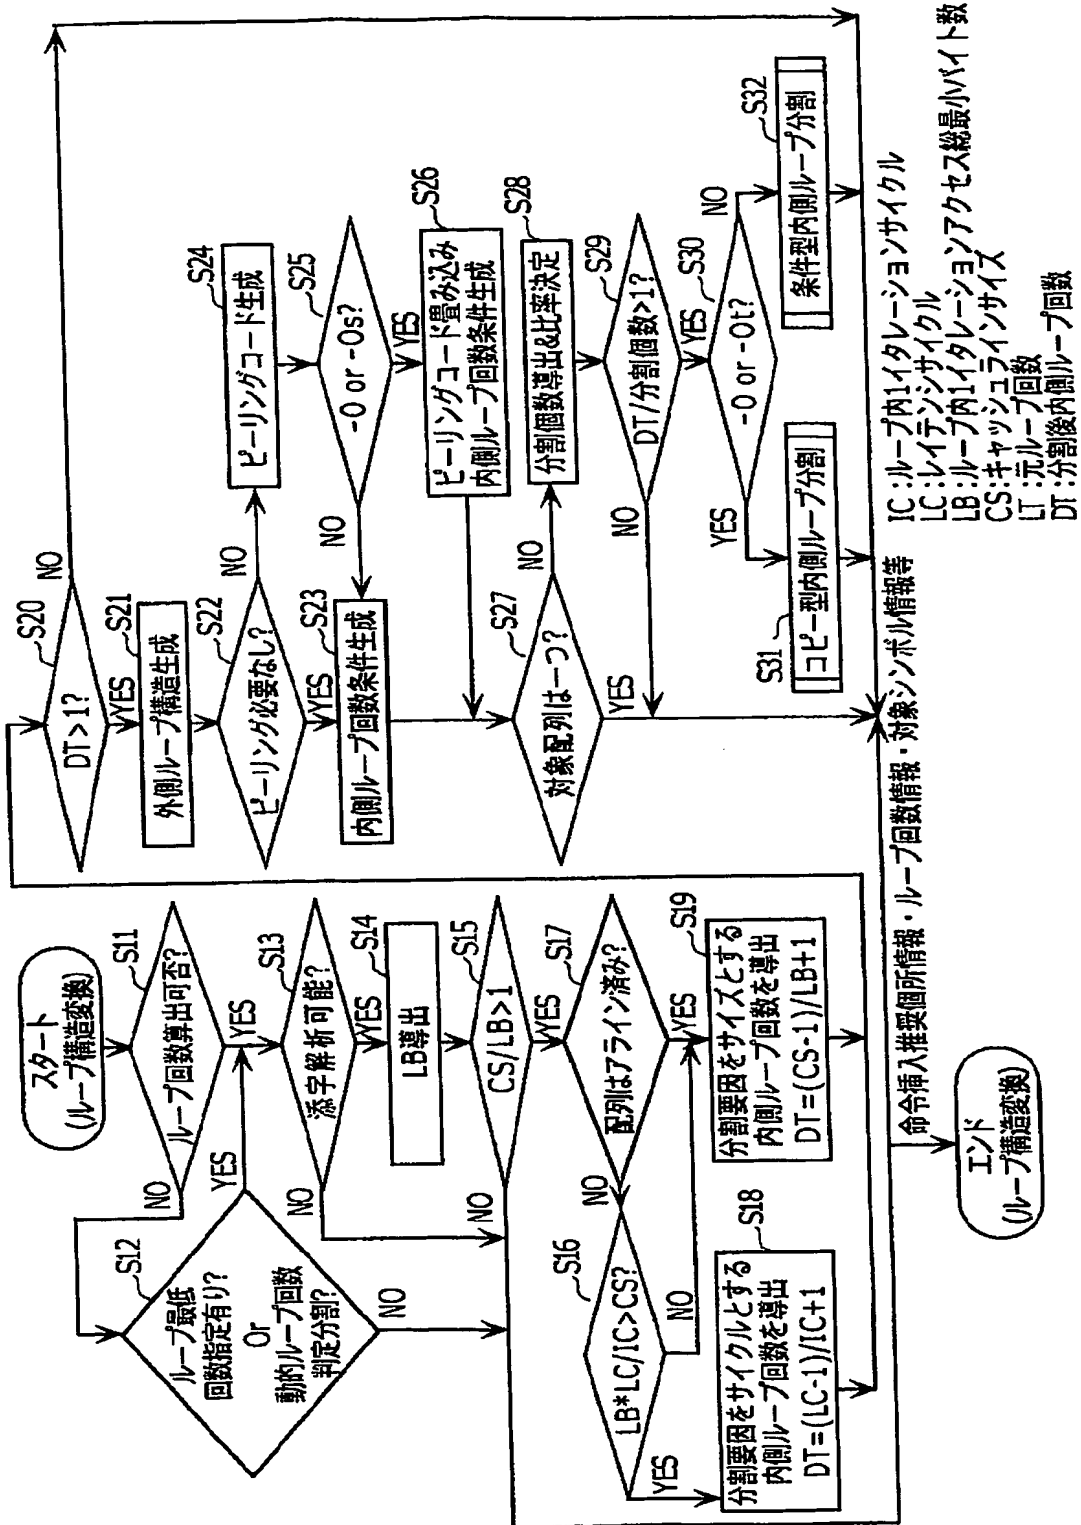 スタート
(ループ構造変換)
S11
ループ回数算出可否?
NO
YES
S12
ループ最低
回数指定有り?
Or
動的ループ回数
判定分割?
YES
NO
S13
添字解析可能?
NO
YES
S14
LB導出
S15
CS/LB>1
NO
YES
S17
配列はアライン済み?
NO
YES
S16
LB*LC/IC>CS?
NO
YES
S18
分割要因をサイクルとする
内側ループ回数を導出
DT=(LC-1)/IC+1
S19
分割要因をサイズとする
内側ループ回数を導出
DT=(CS-1)/LB+1
S20
DT>1?
NO
YES
S21
外側ループ構造生成
S22
ピーリング必要なし?
NO
YES
S23
内側ループ回数条件生成
S24
ピーリングコード生成
S25
-O or -Os?
NO
YES
S26
ピーリングコード畳み込み
内側ループ回数条件生成
S27
対象配列は一つ?
NO
YES
S28
分割個数導出&比率決定
S29
DT/分割個数>1?
NO
YES
S30
-O or -Ot?
YES
NO
S31
コピー型内側ループ分割
S32
条件型内側ループ分割
命令挿入推奨個所情報・ループ回数情報・対象シンボル情報等
エンド
(ループ構造変換)
IC:ループ内1イタレーションサイクル
LC:レイテンシサイクル
LB:ループ内1イタレーションアクセス総最小バイト数
CS:キャッシュラインサイズ
LT:元ループ回数
DT:分割後内側ループ回数